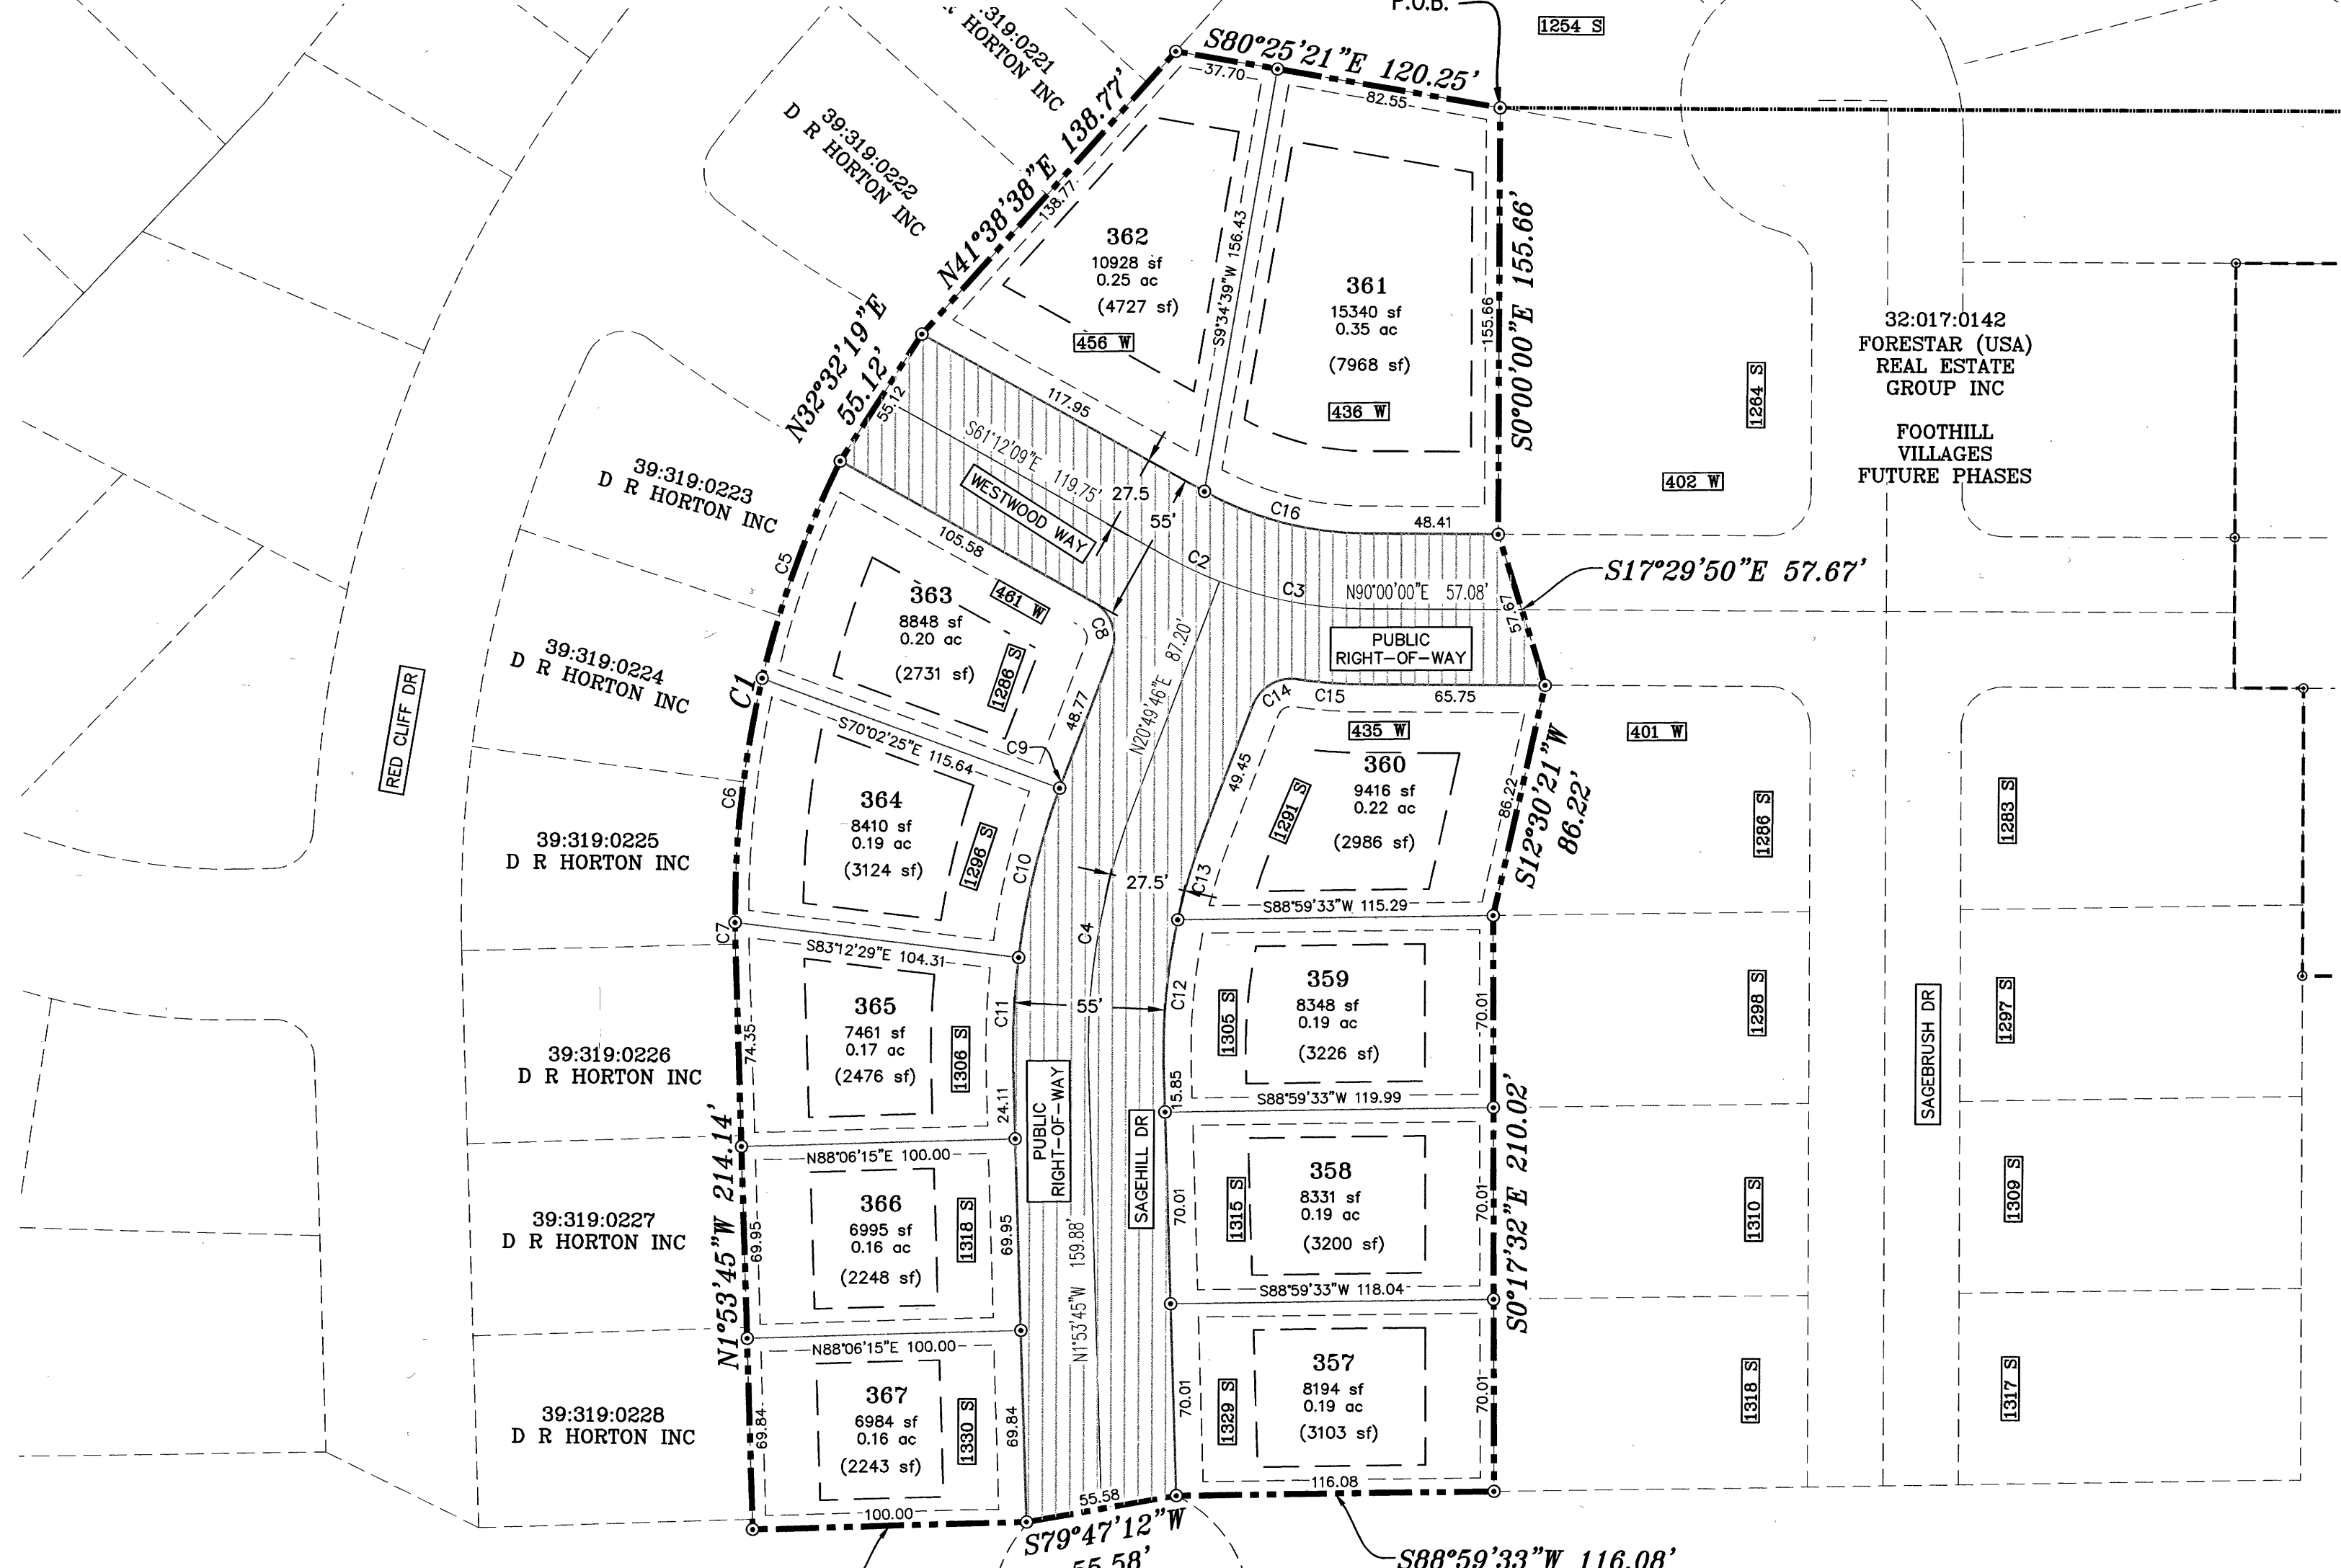 P.O.B.
1254 S
S80°25'21"E 120.25'
37.70
82.55
.319:0221
HORTON INC
39:319:0222
D R HORTON INC
N41°38'38"E 138.77'
138.77
362
10928 sf
0.25 ac
(4727 sf)
456 W
S9°34'39"W 156.43
361
15340 sf
0.35 ac
(7968 sf)
436 W
155.66
S0°00'00"E 155.66'
32:017:0142
FORESTAR (USA)
REAL ESTATE
GROUP INC
FOOTHILL
VILLAGES
FUTURE PHASES
1264 S
402 W
N32°32'19"E
55.12'
55.12
117.95
S61°12'09"E 119.75'
27.5
WESTWOOD WAY
55'
C16
48.41
C2
C3
N90°00'00"E 57.08'
S17°29'50"E 57.67'
57.67
PUBLIC
RIGHT-OF-WAY
39:319:0223
D R HORTON INC
C5
105.58
363
8848 sf
0.20 ac
(2731 sf)
461 W
1286 S
C8
48.77
N20°49'46"E 87.20'
C14
C15
65.75
435 W
401 W
39:319:0224
D R HORTON INC
C1
RED CLIFF DR
S70°02'25"E 115.64
C9
364
8410 sf
0.19 ac
(3124 sf)
1296 S
C6
C10
49.45
360
9416 sf
0.22 ac
(2986 sf)
1291 S
86.22
S12°30'21"W
86.22'
1286 S
1283 S
39:319:0225
D R HORTON INC
27.5'
C13
S88°59'33"W 115.29
C7
S83°12'29"E 104.31
C4
365
7461 sf
0.17 ac
(2476 sf)
1306 S
C11
55'
C12
359
8348 sf
0.19 ac
(3226 sf)
1305 S
70.01
1298 S
1297 S
SAGEBRUSH DR
39:319:0226
D R HORTON INC
74.35
24.11
15.85
S88°59'33"W 119.99
PUBLIC
RIGHT-OF-WAY
SAGEHILL DR
N88°06'15"E 100.00
N1°53'45"W 214.14'
366
6995 sf
0.16 ac
(2248 sf)
1318 S
69.95
69.95
N1°53'45"W 159.88'
70.01
358
8331 sf
0.19 ac
(3200 sf)
1315 S
70.01
S0°17'32"E 210.02'
1310 S
1309 S
39:319:0227
D R HORTON INC
S88°59'33"W 118.04
N88°06'15"E 100.00
367
6984 sf
0.16 ac
(2243 sf)
1330 S
69.84
69.84
70.01
357
8194 sf
0.19 ac
(3103 sf)
1329 S
70.01
1318 S
1317 S
39:319:0228
D R HORTON INC
100.00
55.58
116.08
S79°47'12"W
55.58'
S88°59'33"W 116.08'